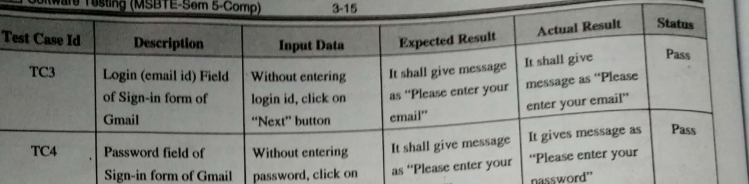 Software Testing (MSBTE-Sem 5-Comp) 3-15
Test Case Id Description Input Data Expected Result Actual Result Status
TC3 Login (email id) Field Without entering It shall give message It shall give Pass
of Sign-in form of login id, click on as "Please enter your message as "Please
Gmail "Next" button email" enter your email"
TC4 Password field of Without entering It shall give message It gives message as Pass
Sign-in form of Gmail password, click on as "Please enter your "Please enter your
password"